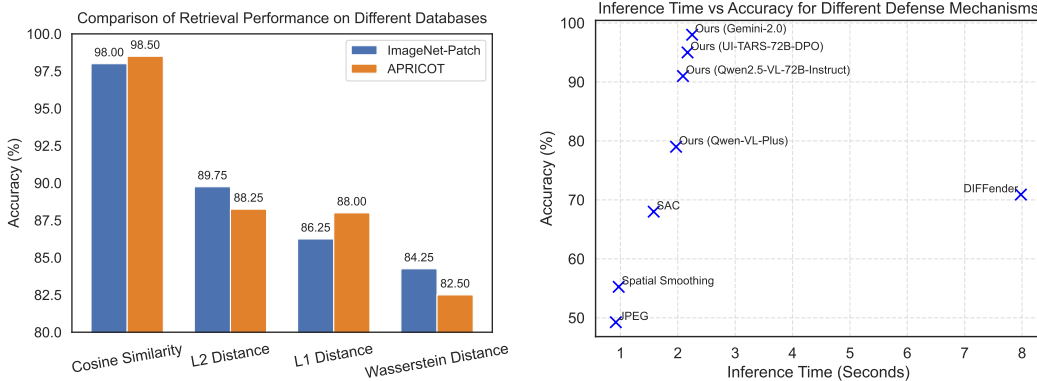 Comparison of Retrieval Performance on Different Databases
100.0
97.5
95.0
92.5
90.0
87.5
85.0
82.5
80.0
Accuracy (%)
98.00
98.50
89.75
88.25
86.25
88.00
84.25
82.50
ImageNet-Patch
APRICOT
Cosine Similarity
L2 Distance
L1 Distance
Wasserstein Distance
Inference Time vs Accuracy for Different Defense Mechanisms
100
90
80
70
60
50
Accuracy (%)
Ours (Gemini-2.0)
Ours (UI-TARS-72B-DPO)
Ours (Qwen2.5-VL-72B-Instruct)
Ours (Qwen-VL-Plus)
DIFFender
SAC
Spatial Smoothing
JPEG
1
2
3
4
5
6
7
8
Inference Time (Seconds)